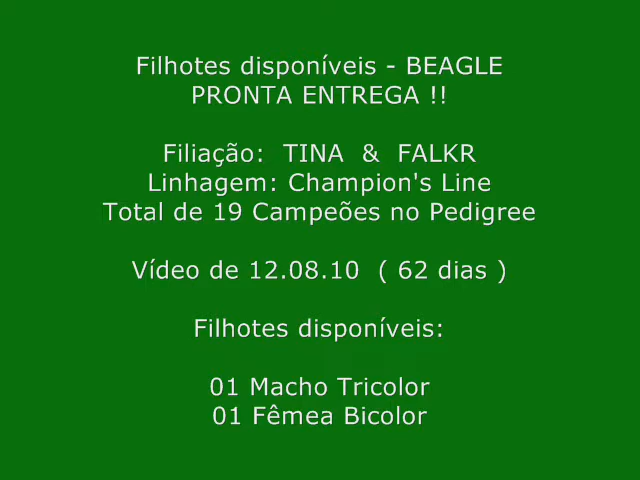 Filhotes disponíveis - BEAGLE
PRONTA ENTREGA !!
Filiação:  TINA  &  FALKR
Linhagem: Champion's Line
Total de 19 Campeões no Pedigree
Vídeo de 12.08.10  ( 62 dias )
Filhotes disponíveis:
01 Macho Tricolor
01 Fêmea Bicolor